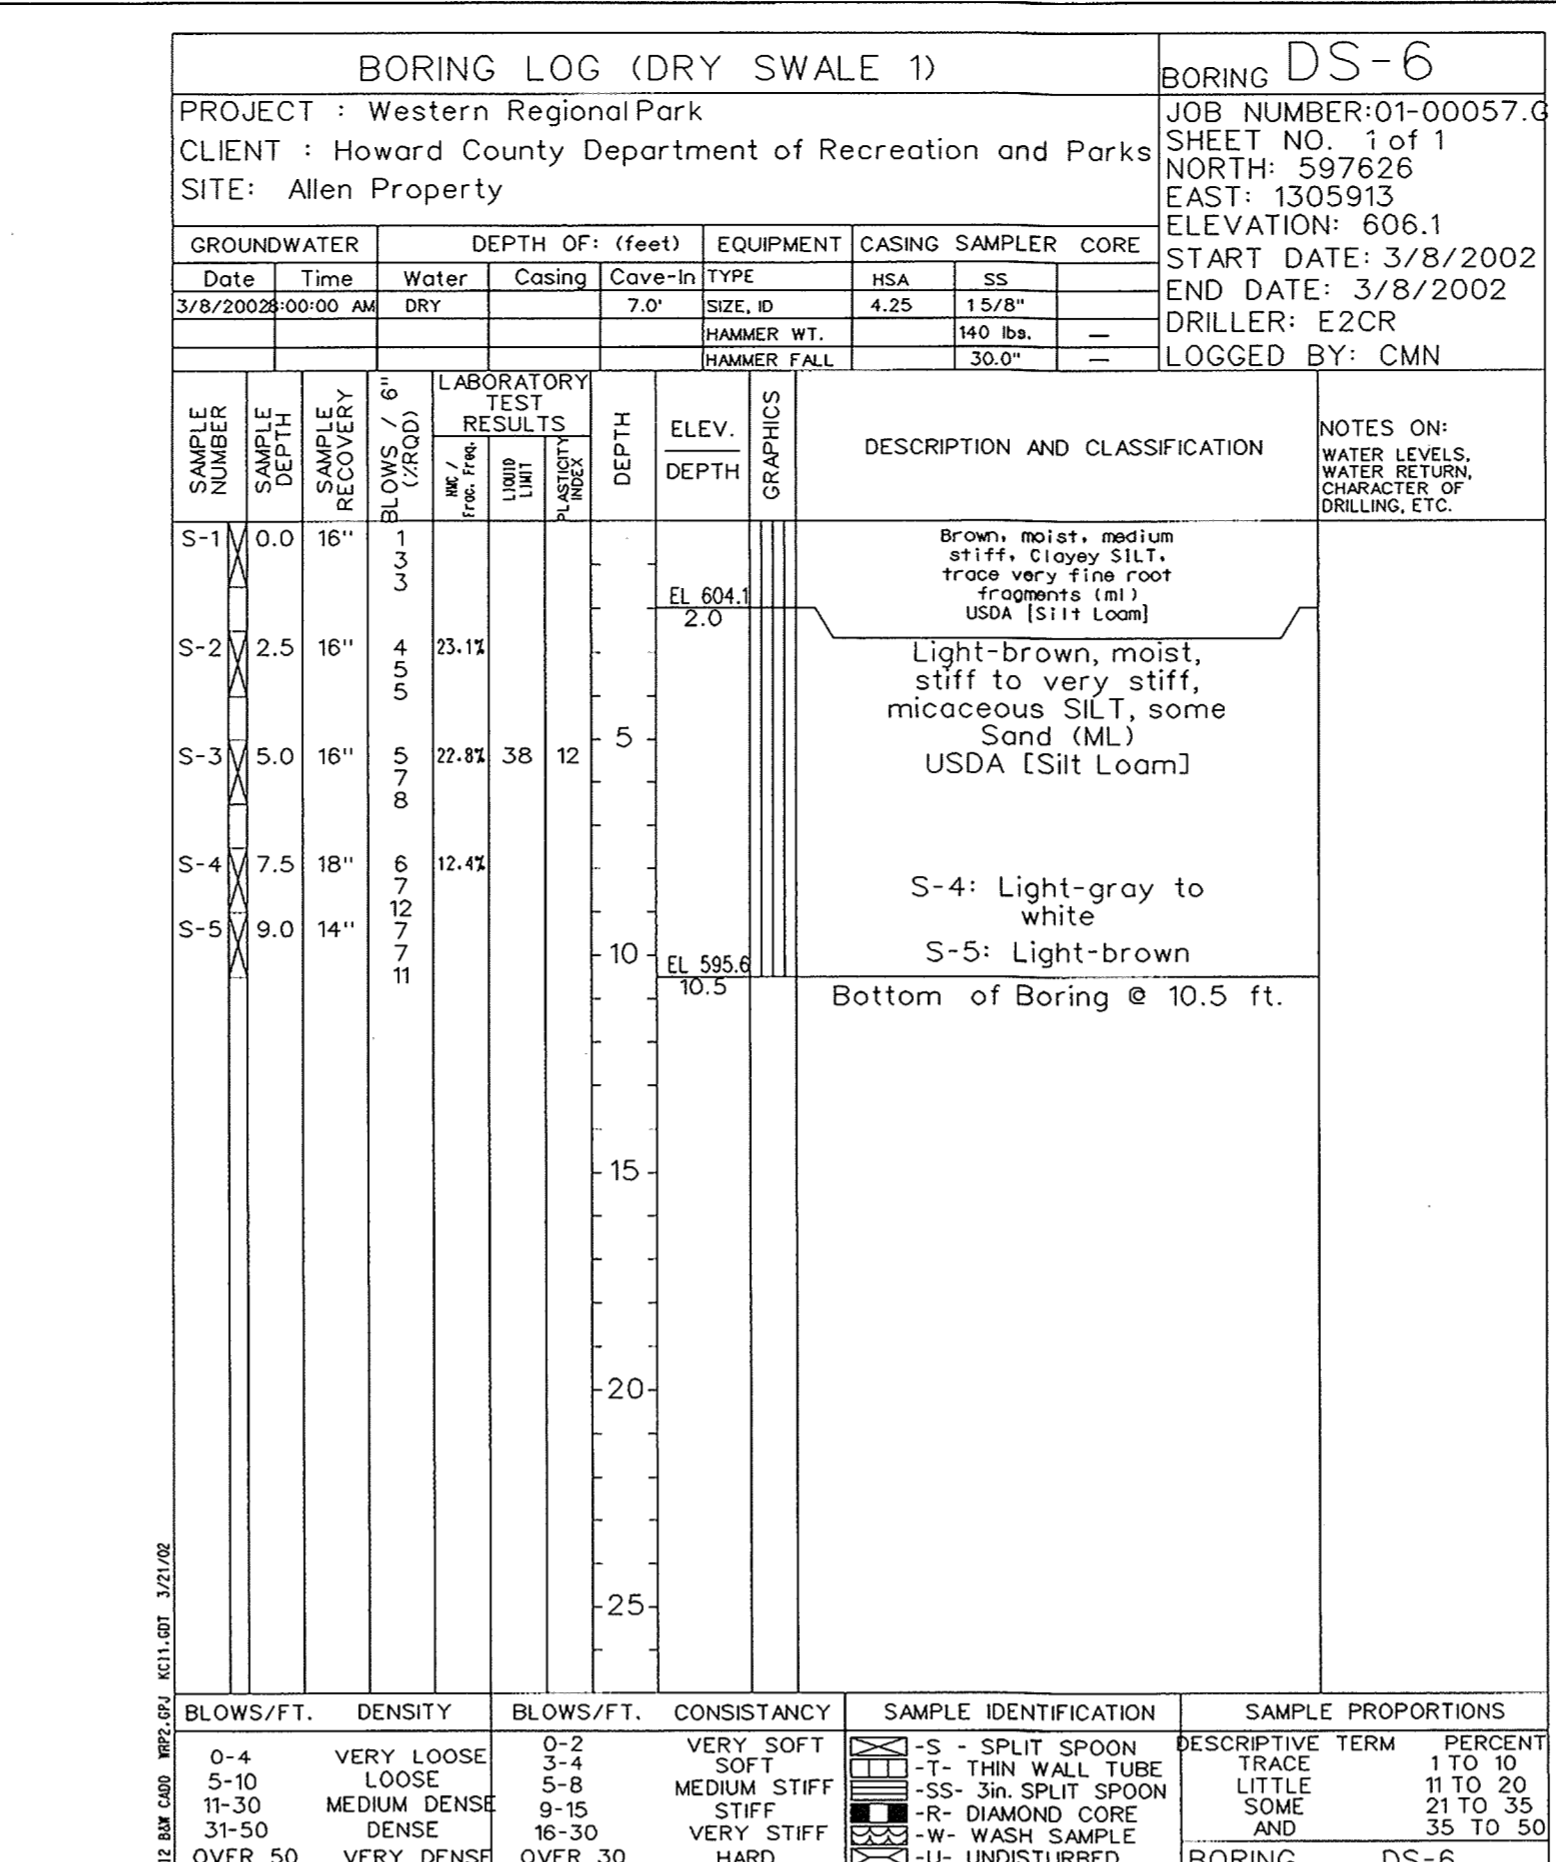 BORING LOG (DRY SWALE 1)
BORING DS-6
PROJECT : Western Regional Park
CLIENT : Howard County Department of Recreation and Parks
SITE: Allen Property
JOB NUMBER:01-00057.G
SHEET NO. 1 of 1
NORTH: 597626
EAST: 1305913
ELEVATION: 606.1
START DATE: 3/8/2002
END DATE: 3/8/2002
DRILLER: E2CR
LOGGED BY: CMN
GROUNDWATER DEPTH OF: (feet) EQUIPMENT CASING SAMPLER CORE
Date Time Water Casing Cave-In TYPE HSA SS
3/8/2002 8:00:00 AM DRY 7.0' SIZE, ID 4.25 1 5/8"
HAMMER WT. 140 lbs. —
HAMMER FALL 30.0" —
SAMPLE NUMBER
SAMPLE DEPTH
SAMPLE RECOVERY
BLOWS / 6" (%RQD)
LABORATORY TEST RESULTS
NMC / Frac. Freq.
LIQUID LIMIT
PLASTICITY INDEX
DEPTH
ELEV. DEPTH
GRAPHICS
DESCRIPTION AND CLASSIFICATION
NOTES ON:
WATER LEVELS,
WATER RETURN,
CHARACTER OF
DRILLING, ETC.
S-1 0.0 16" 1
3
3
Brown, moist, medium
stiff, Clayey SILT,
trace very fine root
fragments (ml)
USDA [Silt Loam]
EL 604.1
2.0
S-2 2.5 16" 4 23.1%
5
5
Light-brown, moist,
stiff to very stiff,
micaceous SILT, some
Sand (ML)
USDA [Silt Loam]
5
S-3 5.0 16" 5 22.8% 38 12
7
8
S-4 7.5 18" 6 12.4%
7
12
S-4: Light-gray to
white
S-5 9.0 14" 7
7
11
S-5: Light-brown
10
EL 595.6
10.5
Bottom of Boring @ 10.5 ft.
15
20
25
12 B&W CADD WRP2.GPJ KCI1.GDT 3/21/02
BLOWS/FT. DENSITY
0-4 VERY LOOSE
5-10 LOOSE
11-30 MEDIUM DENSE
31-50 DENSE
OVER 50 VERY DENSE
BLOWS/FT. CONSISTANCY
0-2 VERY SOFT
3-4 SOFT
5-8 MEDIUM STIFF
9-15 STIFF
16-30 VERY STIFF
OVER 30 HARD
SAMPLE IDENTIFICATION
-S - SPLIT SPOON
-T- THIN WALL TUBE
-SS- 3in. SPLIT SPOON
-R- DIAMOND CORE
-W- WASH SAMPLE
-U- UNDISTURBED
SAMPLE PROPORTIONS
DESCRIPTIVE TERM PERCENT
TRACE 1 TO 10
LITTLE 11 TO 20
SOME 21 TO 35
AND 35 TO 50
BORING DS-6